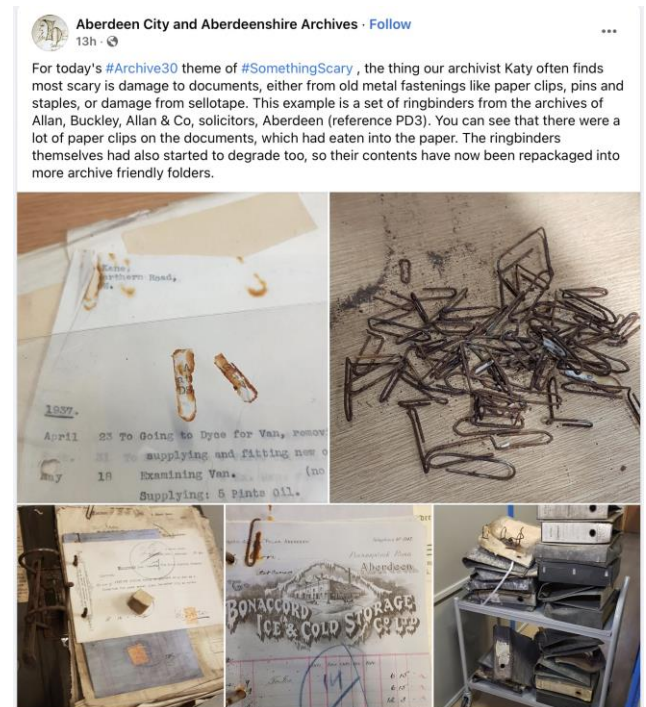 Aberdeen City and Aberdeenshire Archives · Follow
13h ·
For today's #Archive30 theme of #SomethingScary , the thing our archivist Katy often finds
most scary is damage to documents, either from old metal fastenings like paper clips, pins and
staples, or damage from sellotape. This example is a set of ringbinders from the archives of
Allan, Buckley, Allan & Co, solicitors, Aberdeen (reference PD3). You can see that there were a
lot of paper clips on the documents, which had eaten into the paper. The ringbinders
themselves had also started to degrade too, so their contents have now been repackaged into
more archive friendly folders.
Road,
1937.
April 23 To Going to Dyce for Van, remov
31 To supplying and fitting new o
May 18 Examining Van. (no
Supplying: 5 Pints Oil.
Aberdeen
BONACCORD
ICE & COLD STORAGE
CO LTD
14